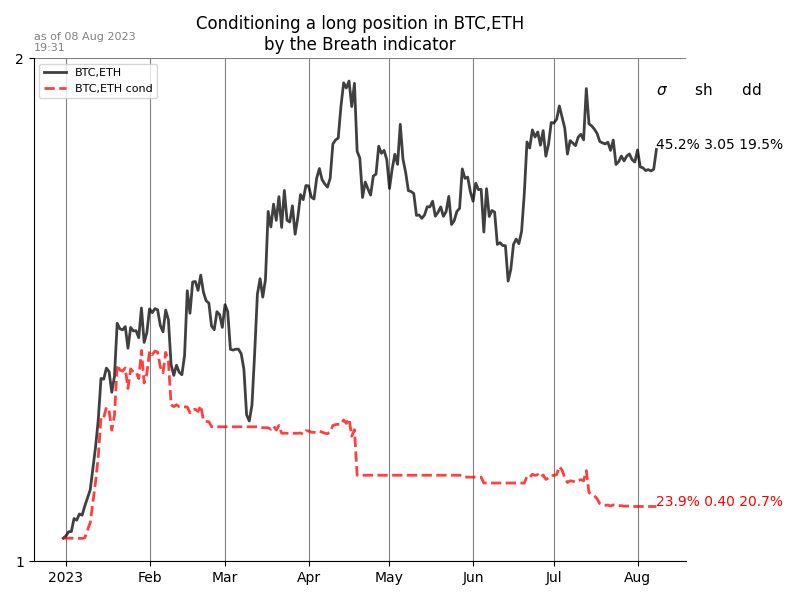 Conditioning a long position in BTC,ETH
by the Breath indicator
as of 08 Aug 2023
19:31
2
BTC,ETH
BTC,ETH cond
σ sh dd
45.2% 3.05 19.5%
23.9% 0.40 20.7%
1
2023 Feb Mar Apr May Jun Jul Aug